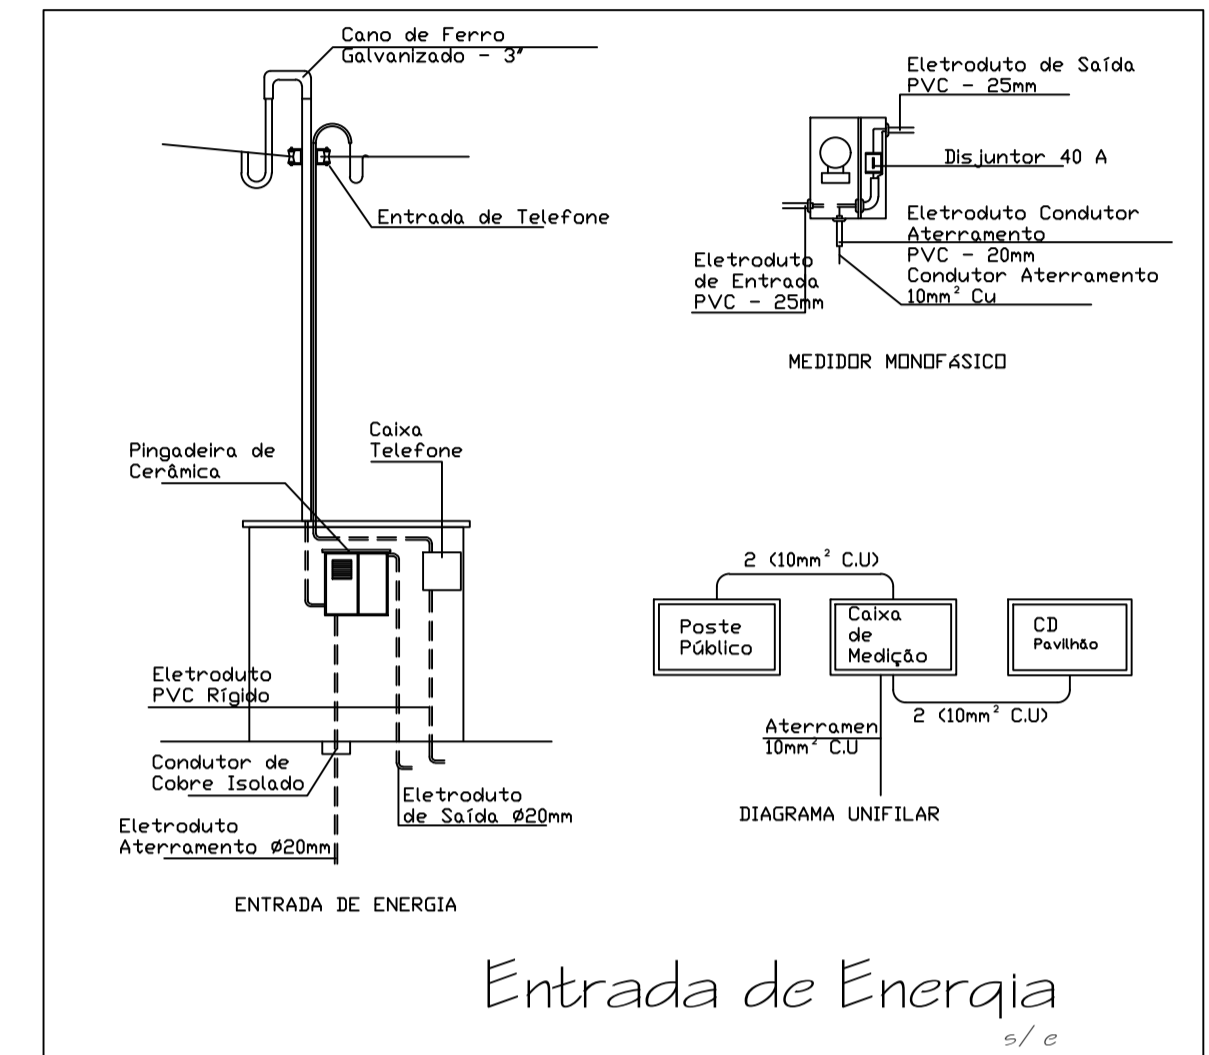 Cano de Ferro
Galvanizado - 3"
Entrada de Telefone
Pingadeira de
Cerâmica
Caixa
Telefone
Eletroduto
PVC Rígido
Condutor de
Cobre Isolado
Eletroduto
de Saída Ø20mm
Eletroduto
Aterramento Ø20mm
ENTRADA DE ENERGIA
Eletroduto de Saída
PVC - 25mm
Disjuntor 40 A
Eletroduto Condutor
Aterramento
PVC - 20mm
Condutor Aterramento
10mm² Cu
Eletroduto
de Entrada
PVC - 25mm
MEDIDOR MONOFÁSICO
2 (10mm² C.U)
Poste
Público
Caixa
de
Medição
CD
Pavilhão
2 (10mm² C.U)
Aterramen
10mm² C.U
DIAGRAMA UNIFILAR
Entrada de Energia
s/ e